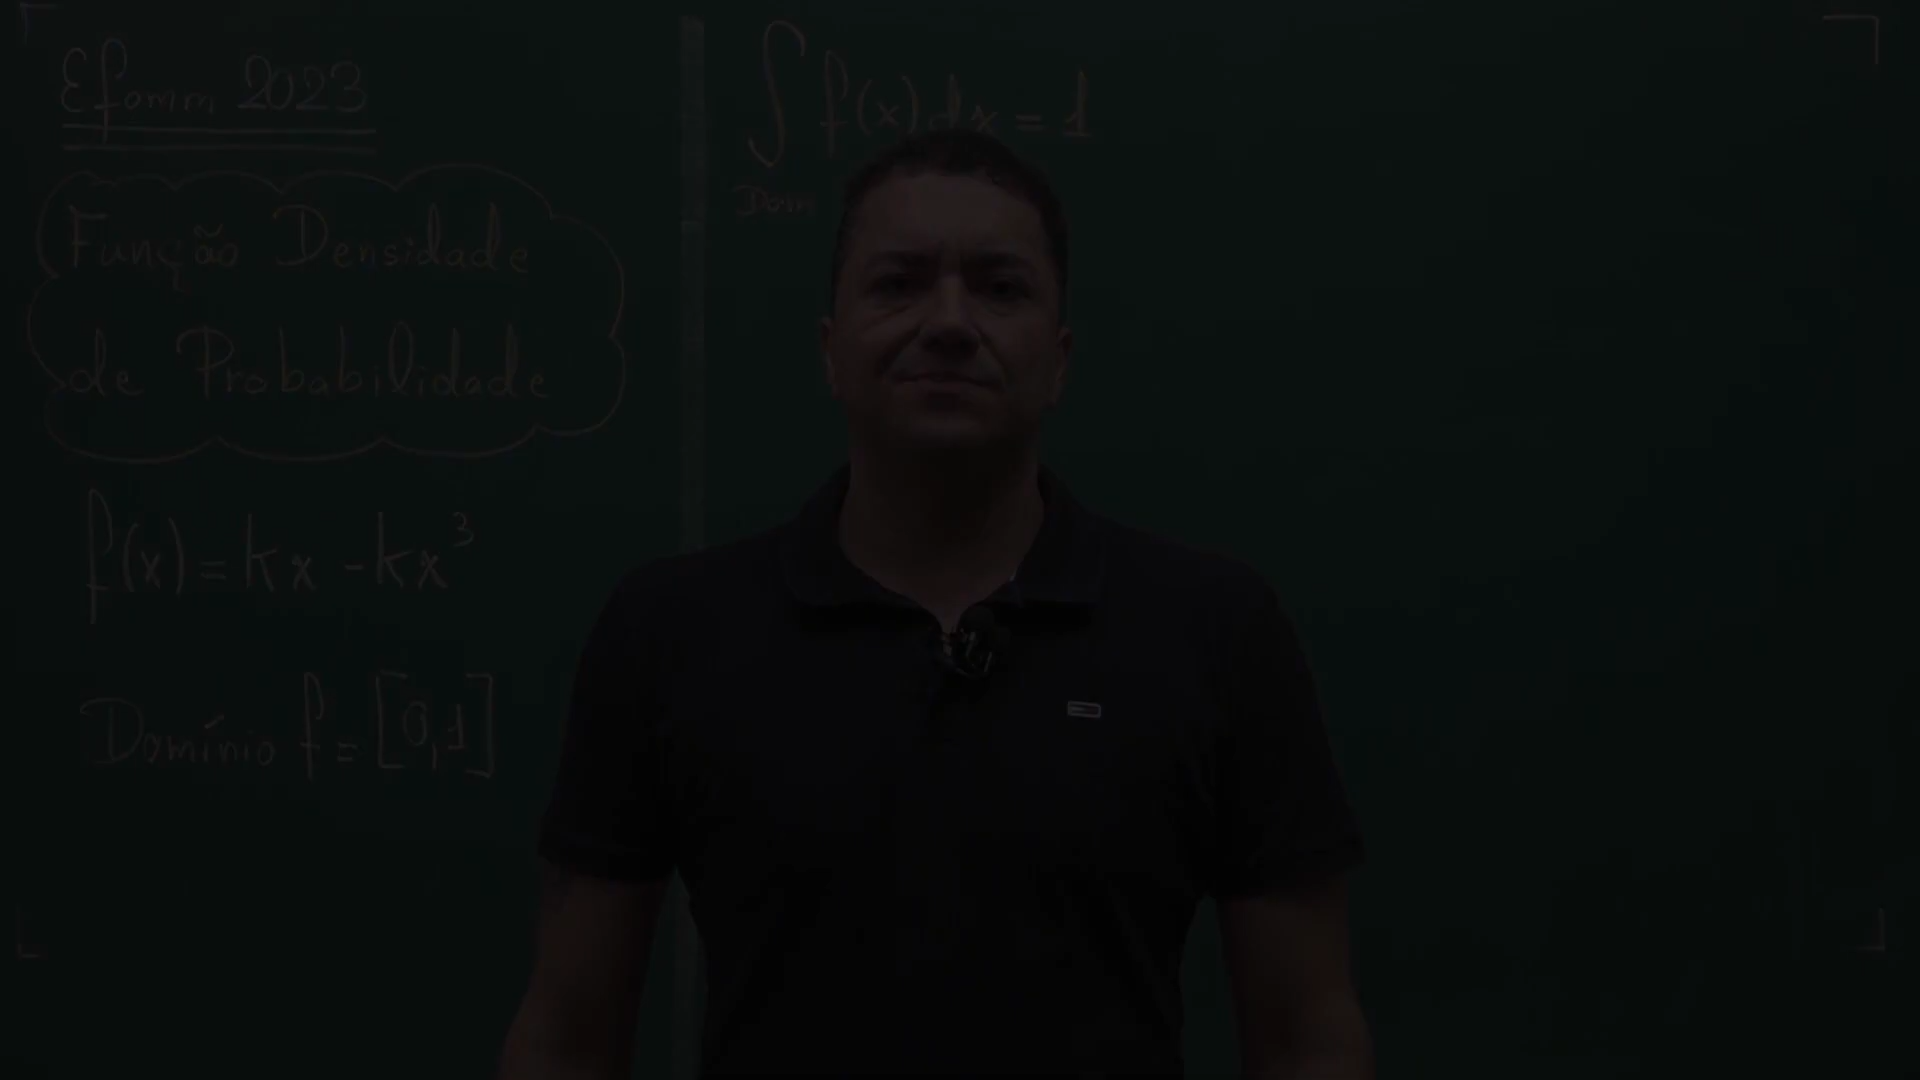 Efomm 2023
Função Densidade
de Probabilidade
f(x) = kx - kx³
Domínio f = [0,1]
∫ f(x) dx = 1
Dom